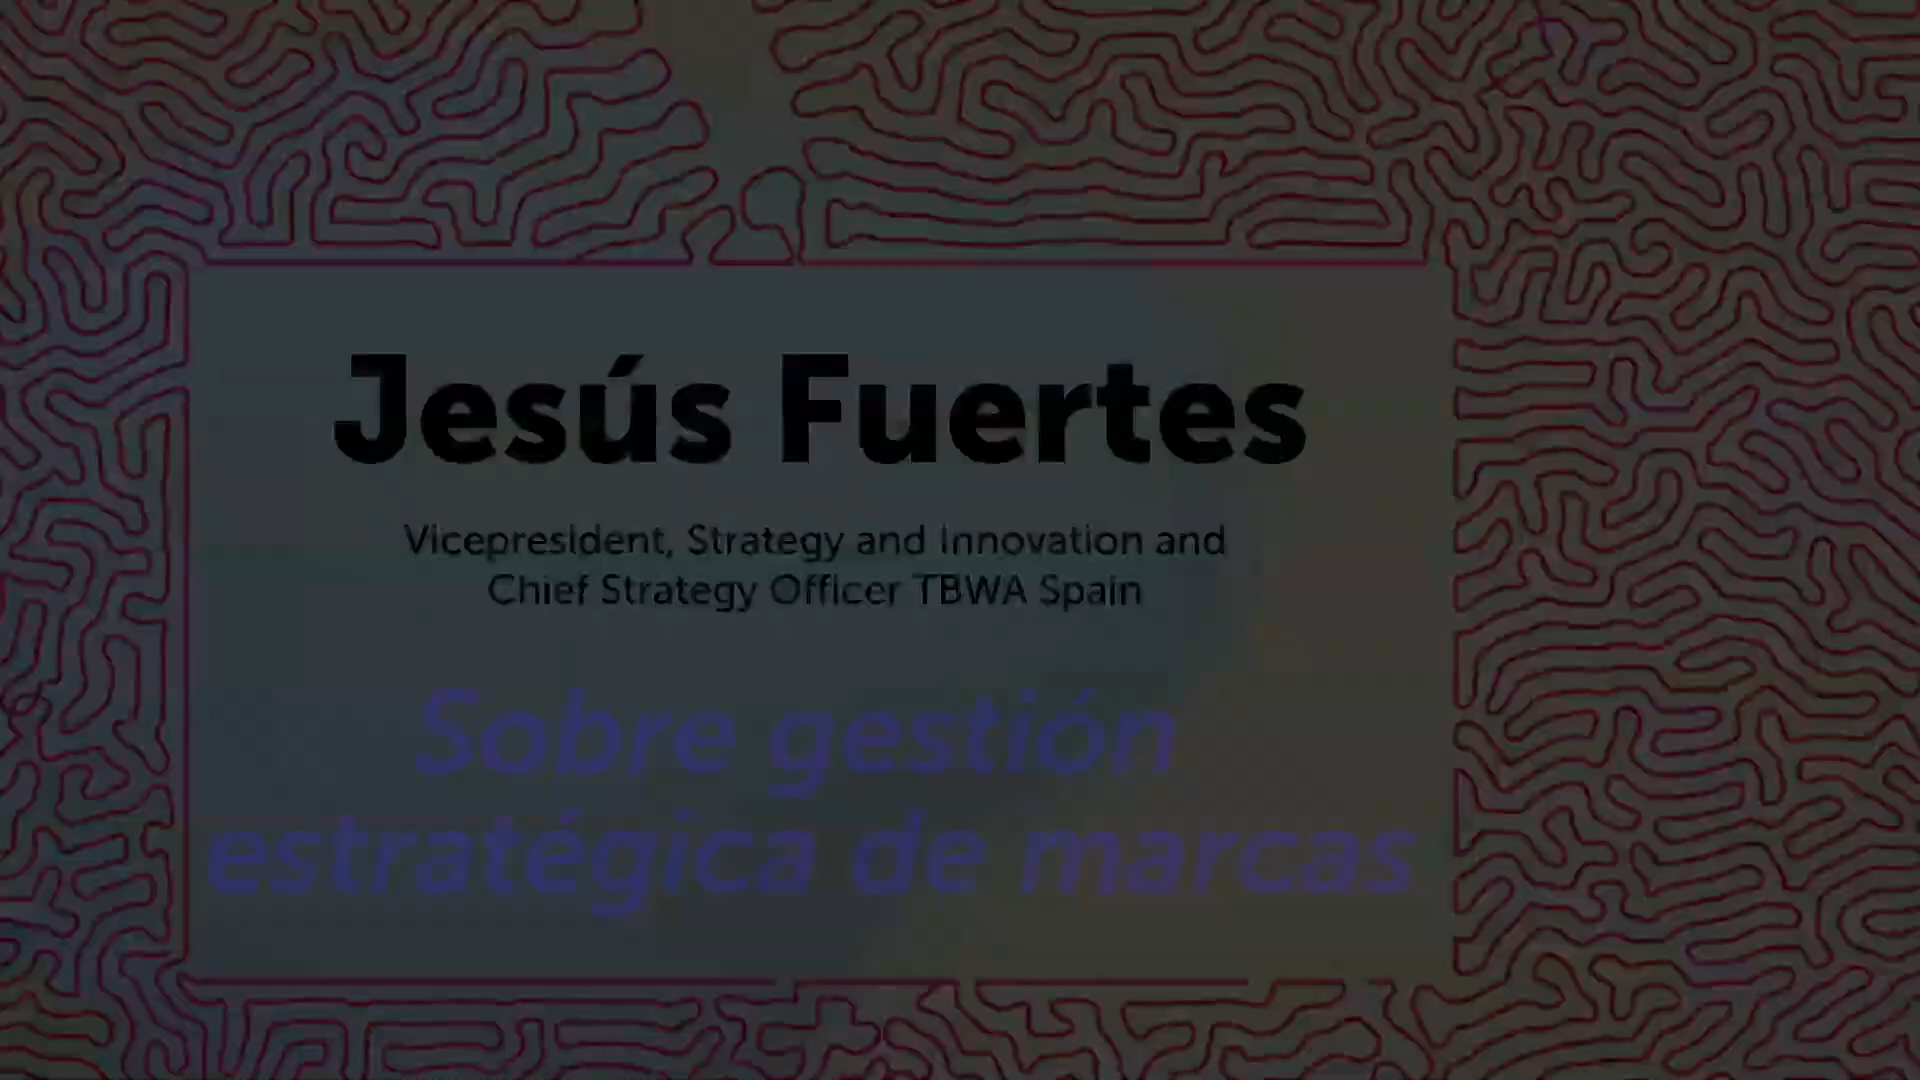 Jesús Fuertes
Vicepresident, Strategy and Innovation and
Chief Strategy Officer TBWA Spain
Sobre gestión
estratégica de marcas